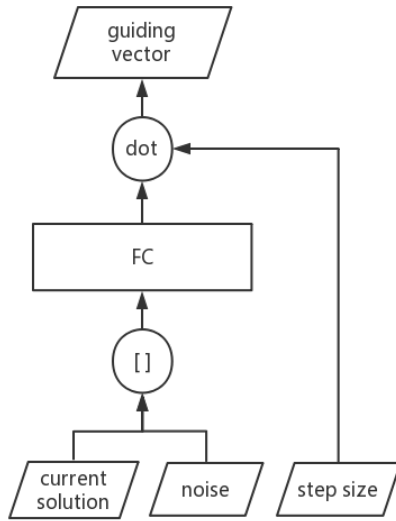 guiding
vector
dot
FC
[ ]
current
solution
noise
step size